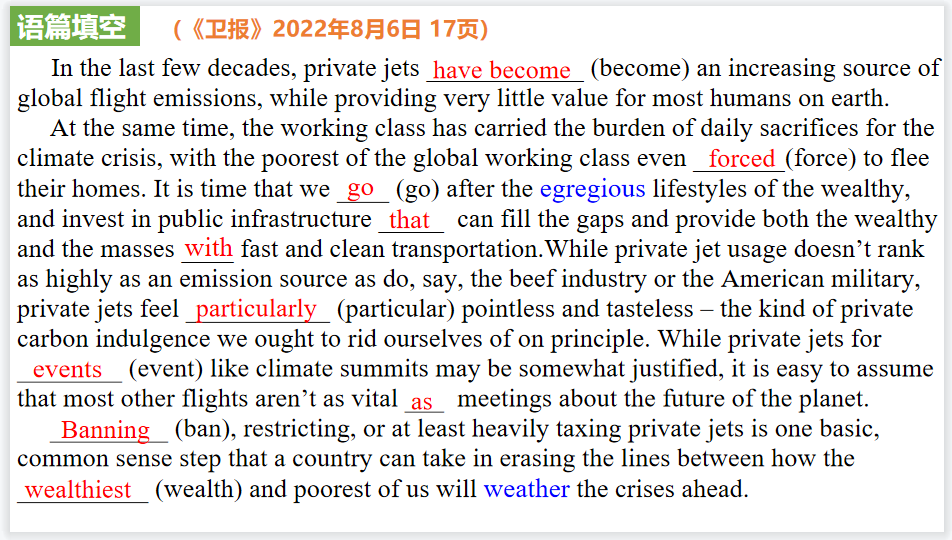 语篇填空 (《卫报》2022年8月6日 17页)
In the last few decades, private jets have become (become) an increasing source of
global flight emissions, while providing very little value for most humans on earth.
At the same time, the working class has carried the burden of daily sacrifices for the
climate crisis, with the poorest of the global working class even forced (force) to flee
their homes. It is time that we go (go) after the egregious lifestyles of the wealthy,
and invest in public infrastructure that can fill the gaps and provide both the wealthy
and the masses with fast and clean transportation.While private jet usage doesn't rank
as highly as an emission source as do, say, the beef industry or the American military,
private jets feel particularly (particular) pointless and tasteless – the kind of private
carbon indulgence we ought to rid ourselves of on principle. While private jets for
events (event) like climate summits may be somewhat justified, it is easy to assume
that most other flights aren't as vital as meetings about the future of the planet.
Banning (ban), restricting, or at least heavily taxing private jets is one basic,
common sense step that a country can take in erasing the lines between how the
wealthiest (wealth) and poorest of us will weather the crises ahead.